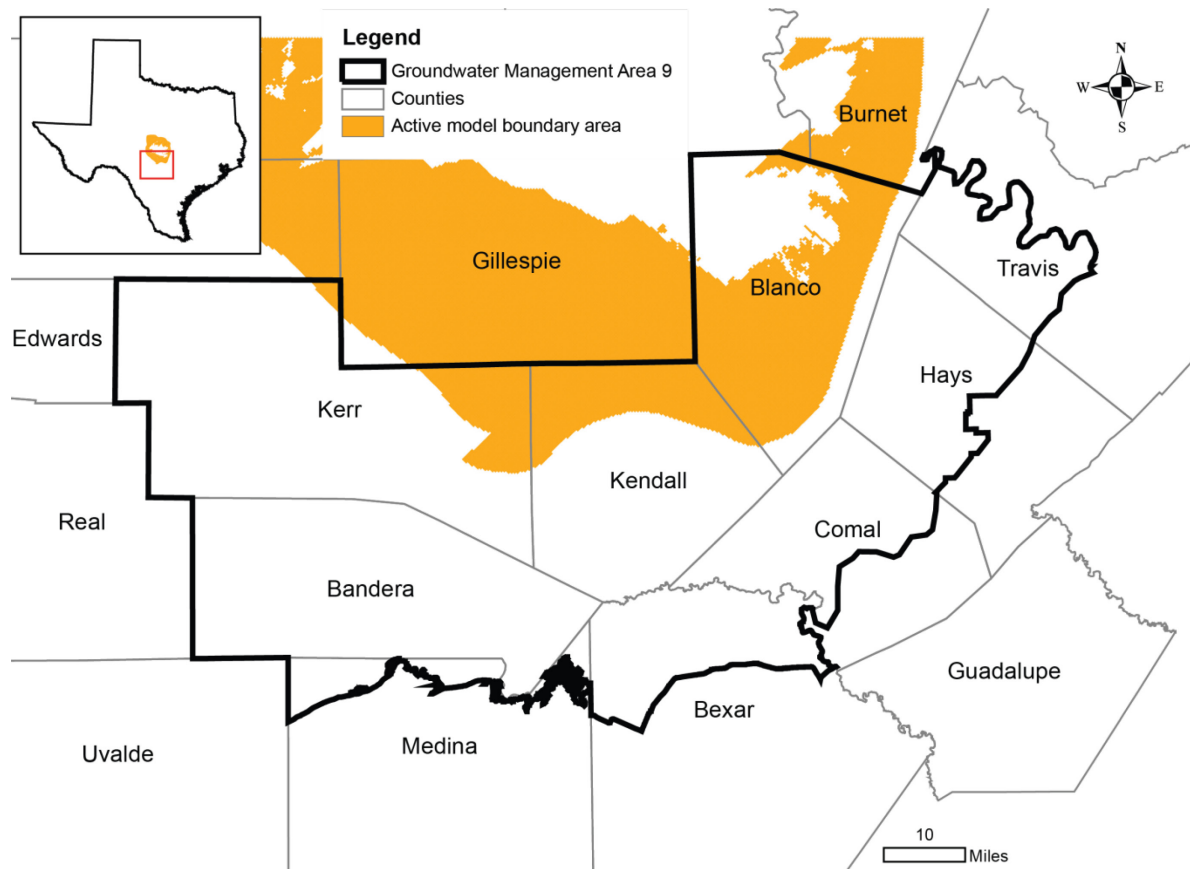 Legend
Groundwater Management Area 9
Counties
Active model boundary area
N
W E
S
Burnet
Gillespie
Travis
Blanco
Edwards
Hays
Kerr
Kendall
Real
Comal
Bandera
Guadalupe
Bexar
Medina
Uvalde
10
Miles